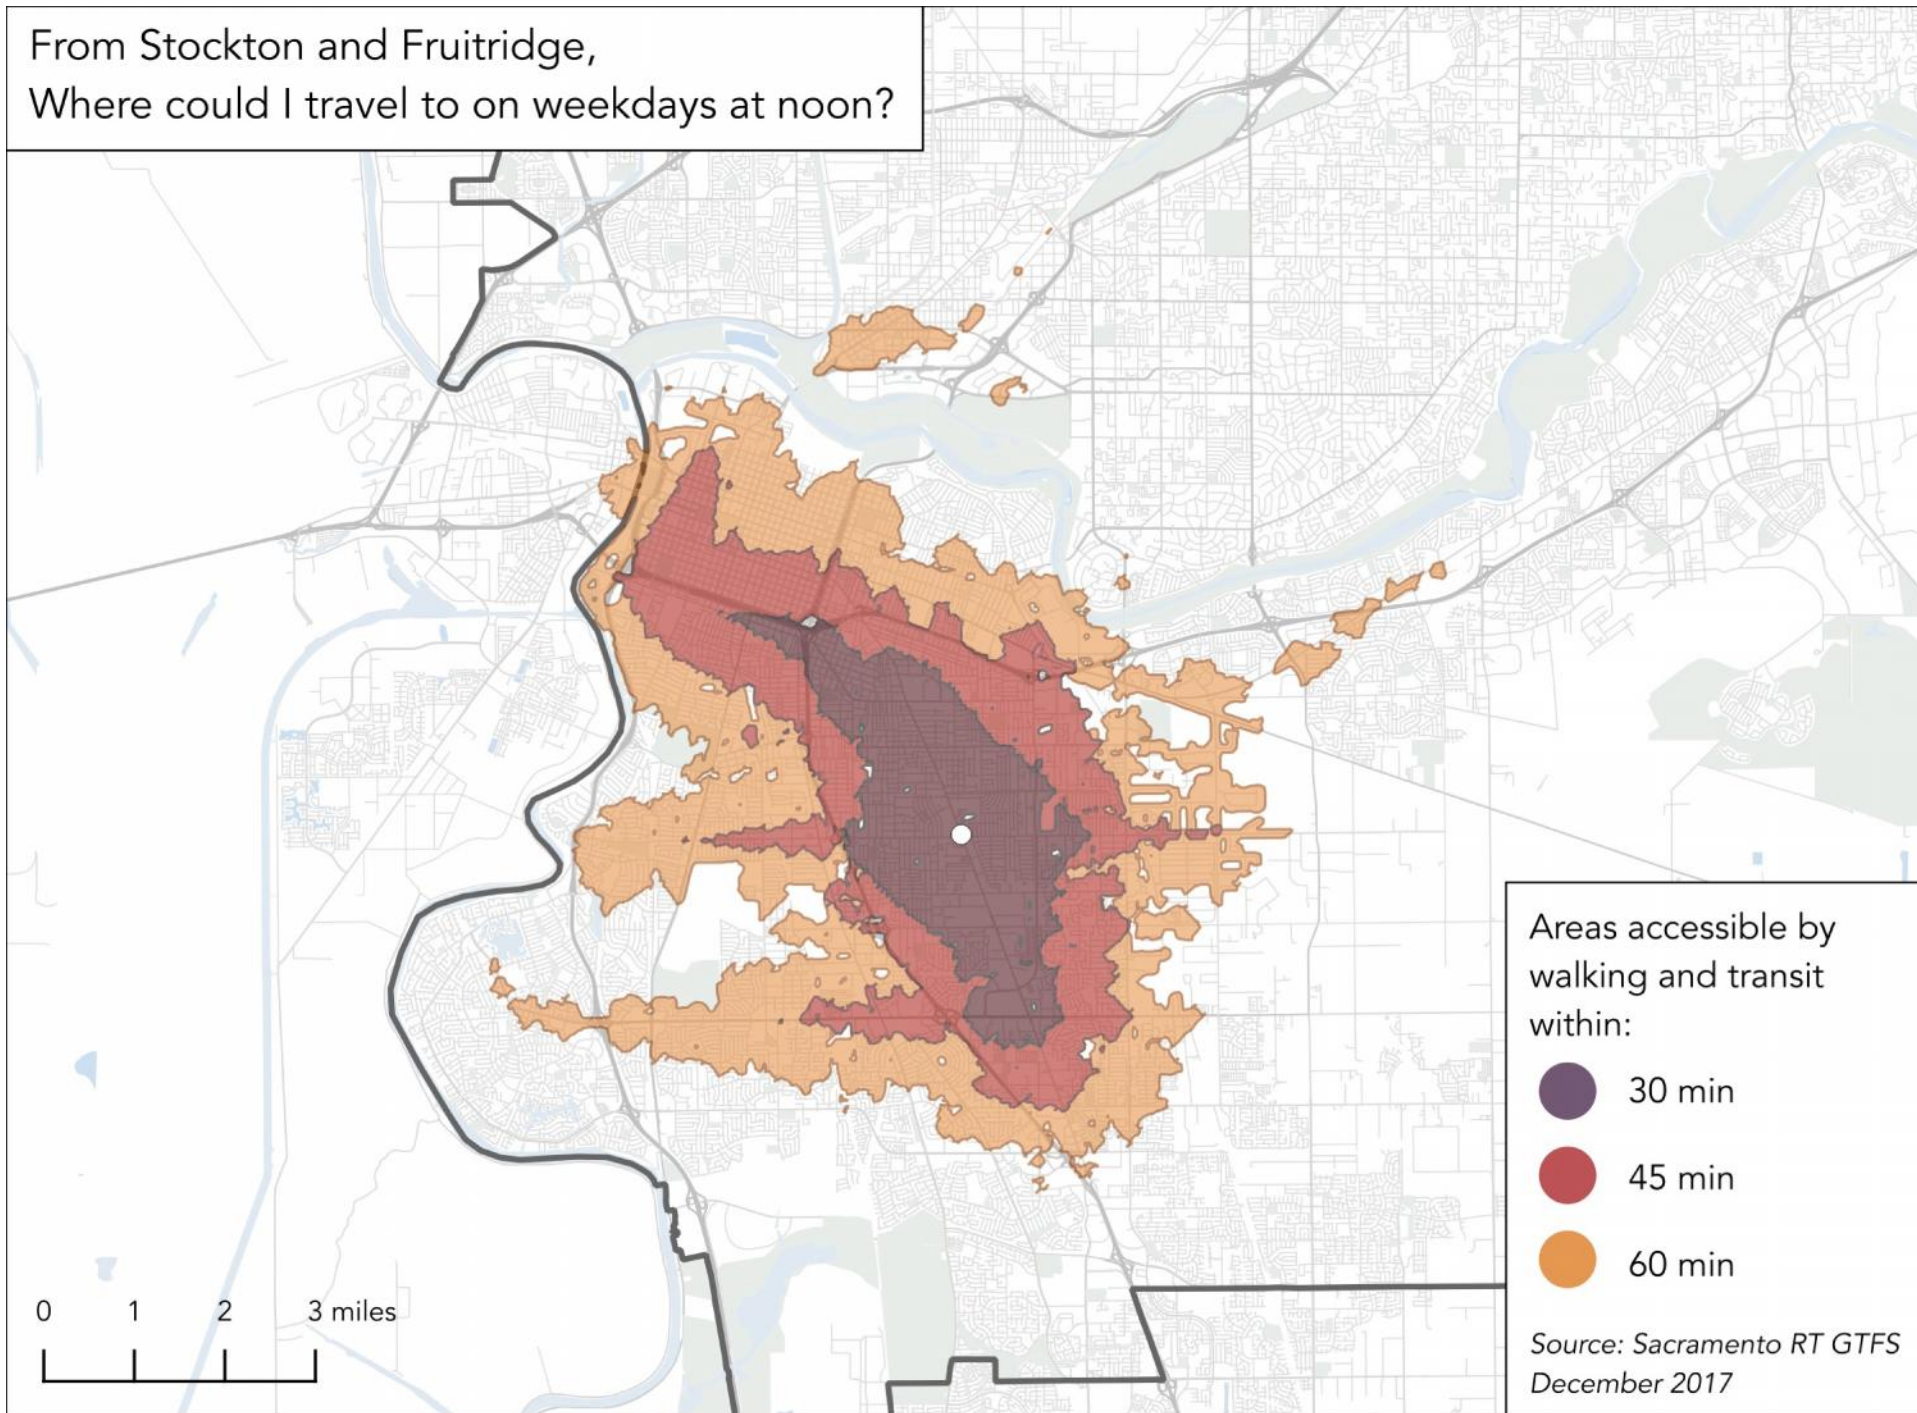 From Stockton and Fruitridge,
Where could I travel to on weekdays at noon?
Areas accessible by
walking and transit
within:
30 min
45 min
60 min
Source: Sacramento RT GTFS
December 2017
0 1 2 3 miles